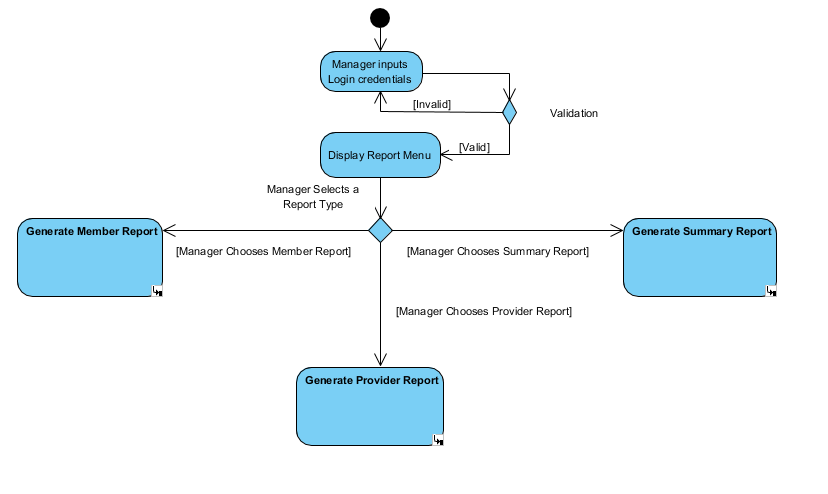 Manager inputs
Login credentials
[Invalid]
Validation
[Valid]
Display Report Menu
Manager Selects a
Report Type
Generate Member Report
Generate Summary Report
[Manager Chooses Member Report]
[Manager Chooses Summary Report]
[Manager Chooses Provider Report]
Generate Provider Report